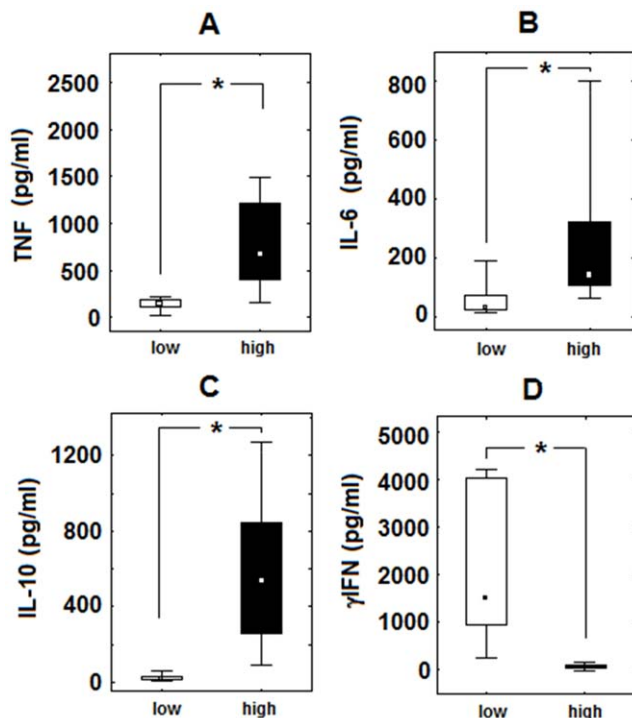 A
TNF (pg/ml)
2500
2000
1500
1000
500
0
*
low high
B
IL-6 (pg/ml)
800
600
400
200
0
*
low high
C
IL-10 (pg/ml)
1200
800
400
0
*
low high
D
γIFN (pg/ml)
5000
4000
3000
2000
1000
0
*
low high